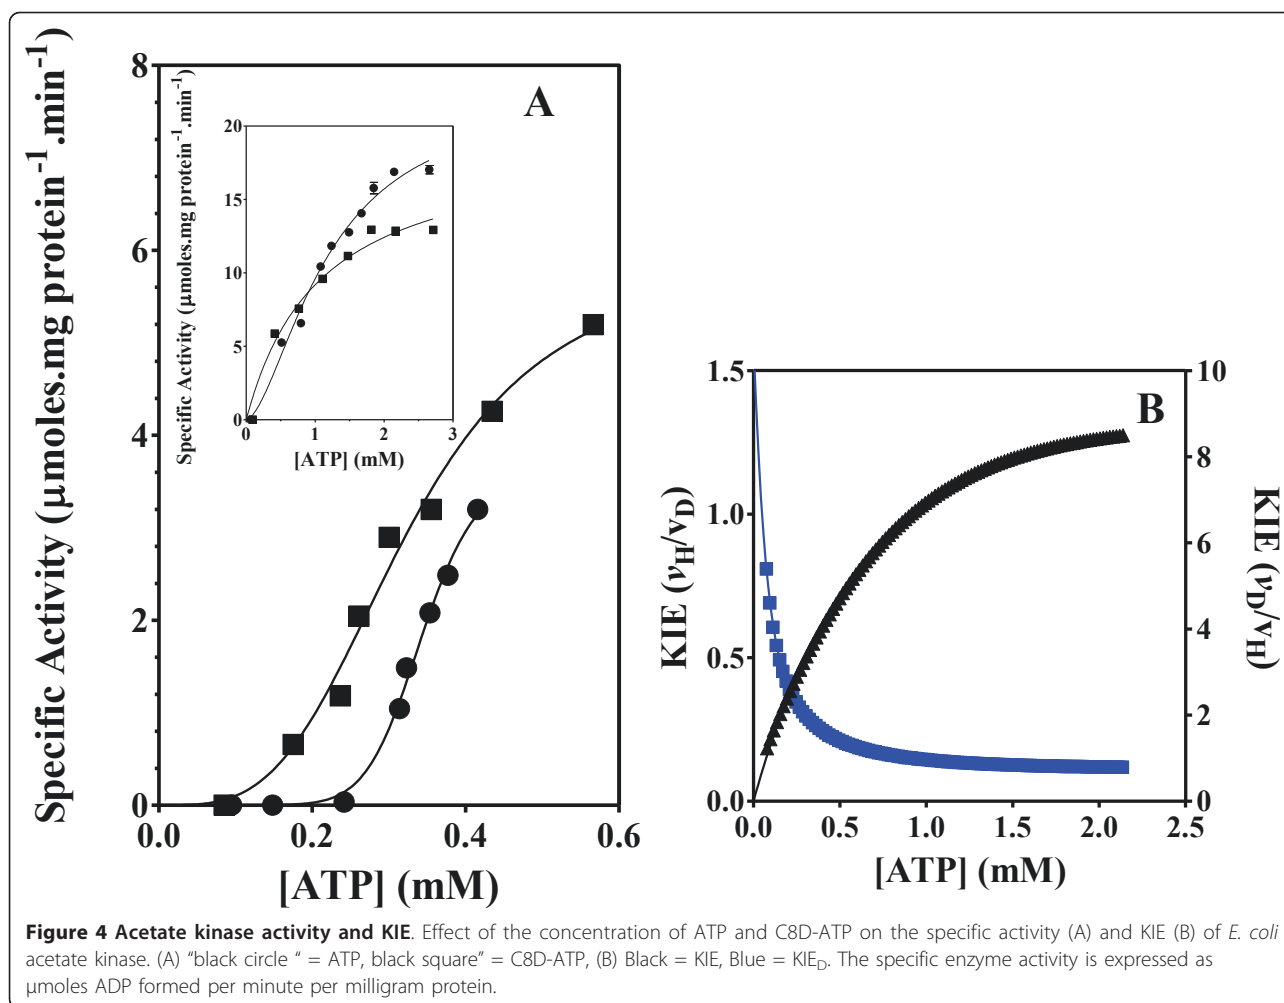 A
Specific Activity (µmoles.mg protein⁻¹.min⁻¹)
8
6
4
2
0
0.0 0.2 0.4 0.6
[ATP] (mM)
Specific Activity (µmoles.mg protein⁻¹.min⁻¹)
20
15
10
5
0
0 1 2 3
[ATP] (mM)
B
KIE (νH/vD)
1.5
1.0
0.5
0.0
0.0 0.5 1.0 1.5 2.0 2.5
[ATP] (mM)
10
8
6
4
2
0
KIE (νD/vH)
Figure 4 Acetate kinase activity and KIE. Effect of the concentration of ATP and C8D-ATP on the specific activity (A) and KIE (B) of E. coli
acetate kinase. (A) "black circle " = ATP, black square" = C8D-ATP, (B) Black = KIE, Blue = KIED. The specific enzyme activity is expressed as
µmoles ADP formed per minute per milligram protein.